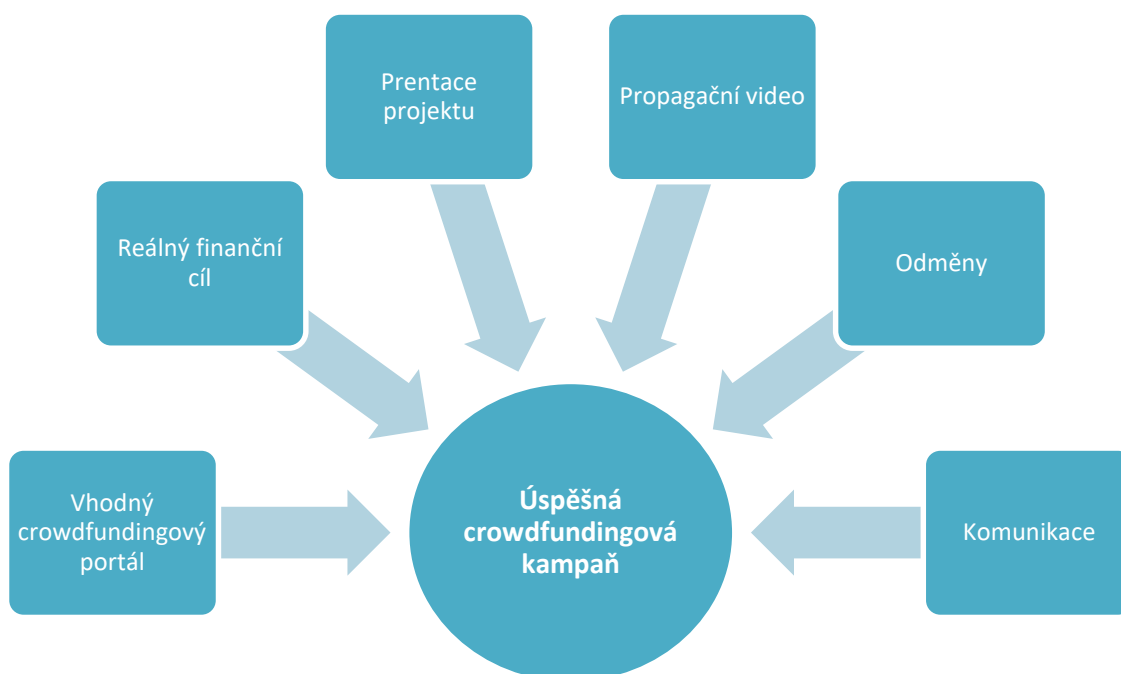 Prentace
projektu
Propagační video
Reálný finanční
cíl
Odměny
Vhodný
crowdfundingový
portál
Úspěšná
crowdfundingová
kampaň
Komunikace